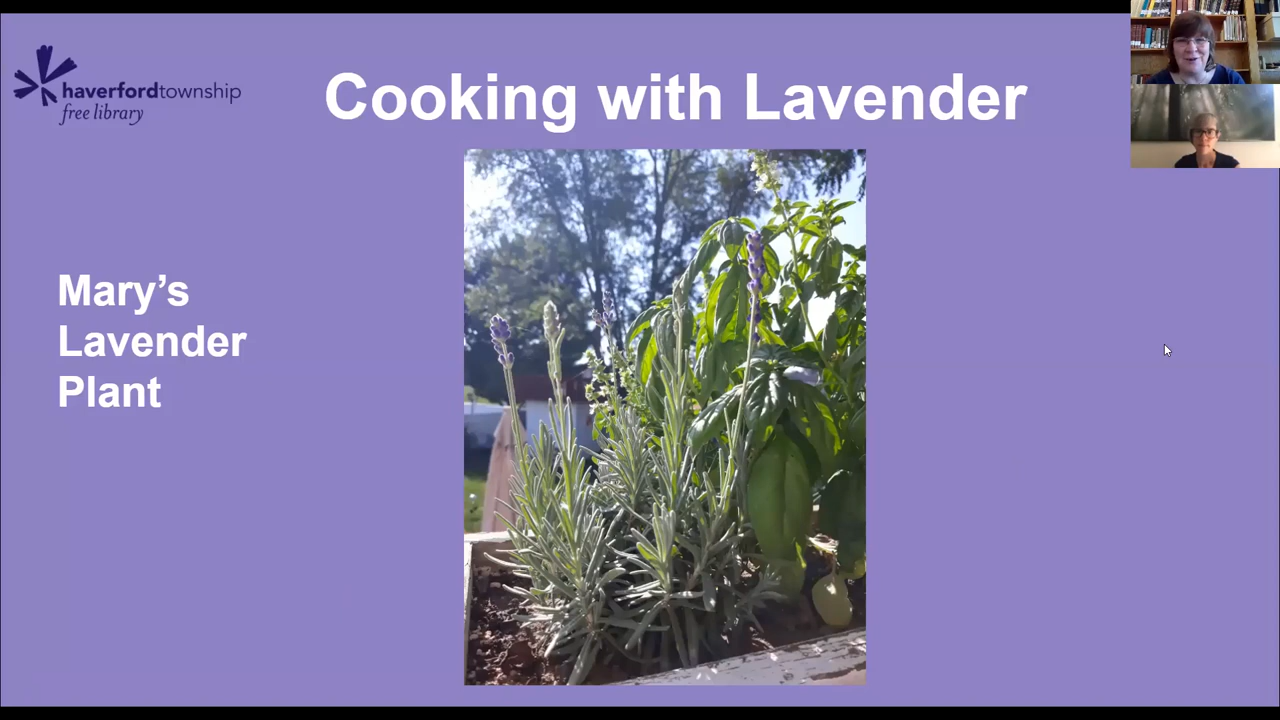 haverfordtownship
free library
Cooking with Lavender
Mary’s
Lavender
Plant